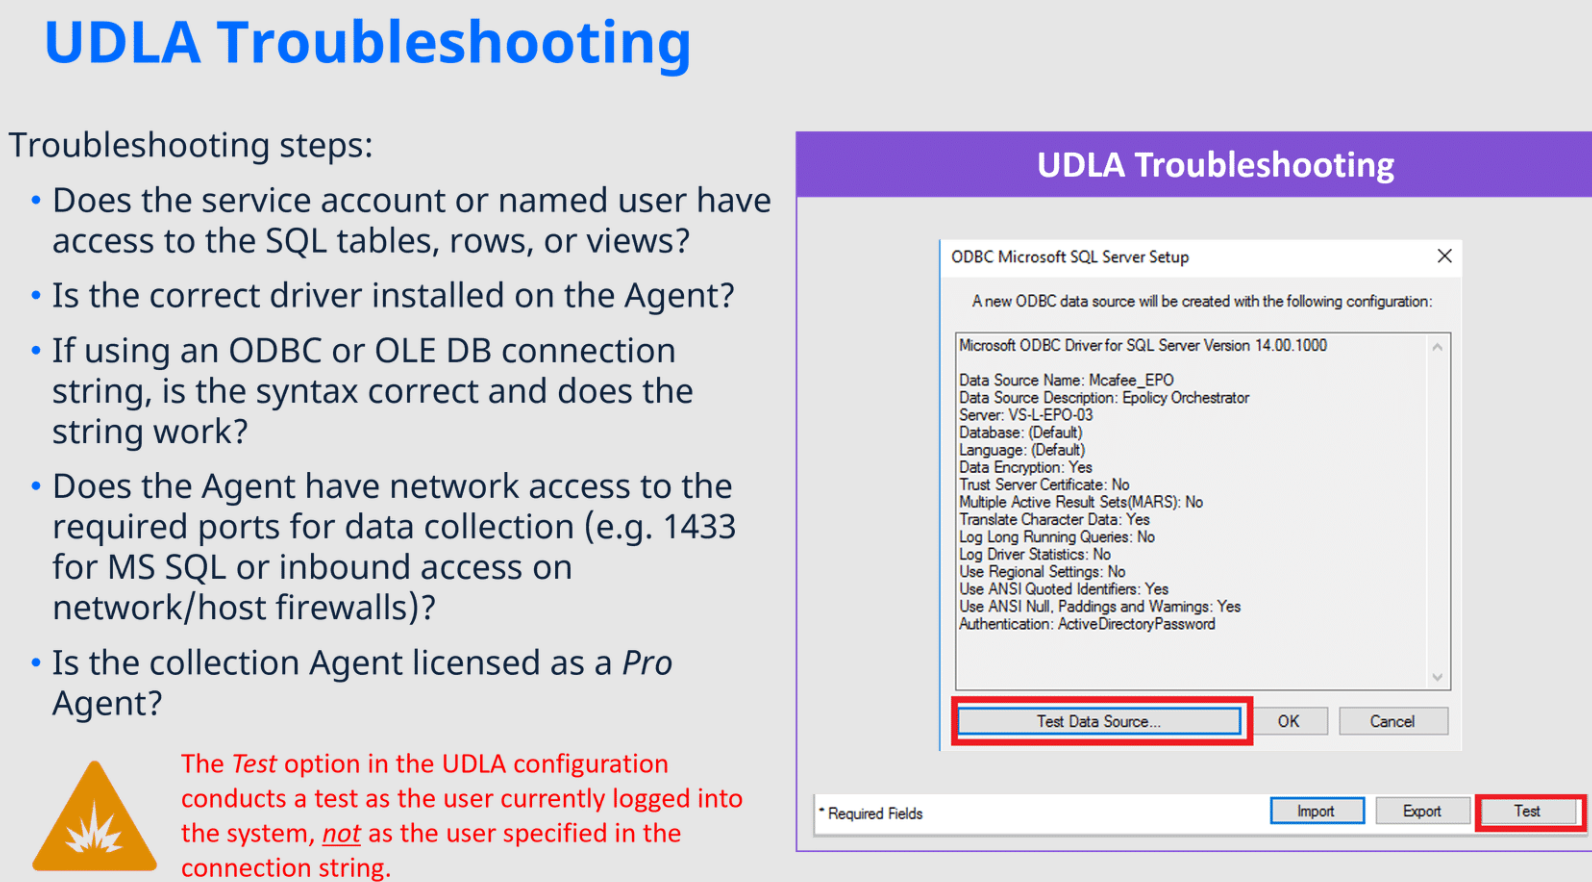 UDLA Troubleshooting
Troubleshooting steps:
• Does the service account or named user have
access to the SQL tables, rows, or views?
• Is the correct driver installed on the Agent?
• If using an ODBC or OLE DB connection
string, is the syntax correct and does the
string work?
• Does the Agent have network access to the
required ports for data collection (e.g. 1433
for MS SQL or inbound access on
network/host firewalls)?
• Is the collection Agent licensed as a Pro
Agent?
The Test option in the UDLA configuration
conducts a test as the user currently logged into
the system, not as the user specified in the
connection string.
UDLA Troubleshooting
ODBC Microsoft SQL Server Setup
A new ODBC data source will be created with the following configuration:
Microsoft ODBC Driver for SQL Server Version 14.00.1000
Data Source Name: Mcafee_EPO
Data Source Description: Epolicy Orchestrator
Server: VS-L-EPO-03
Database: (Default)
Language: (Default)
Data Encryption: Yes
Trust Server Certificate: No
Multiple Active Result Sets(MARS): No
Translate Character Data: Yes
Log Long Running Queries: No
Log Driver Statistics: No
Use Regional Settings: No
Use ANSI Quoted Identifiers: Yes
Use ANSI Null, Paddings and Warnings: Yes
Authentication: ActiveDirectoryPassword
Test Data Source... OK Cancel
* Required Fields Import Export Test